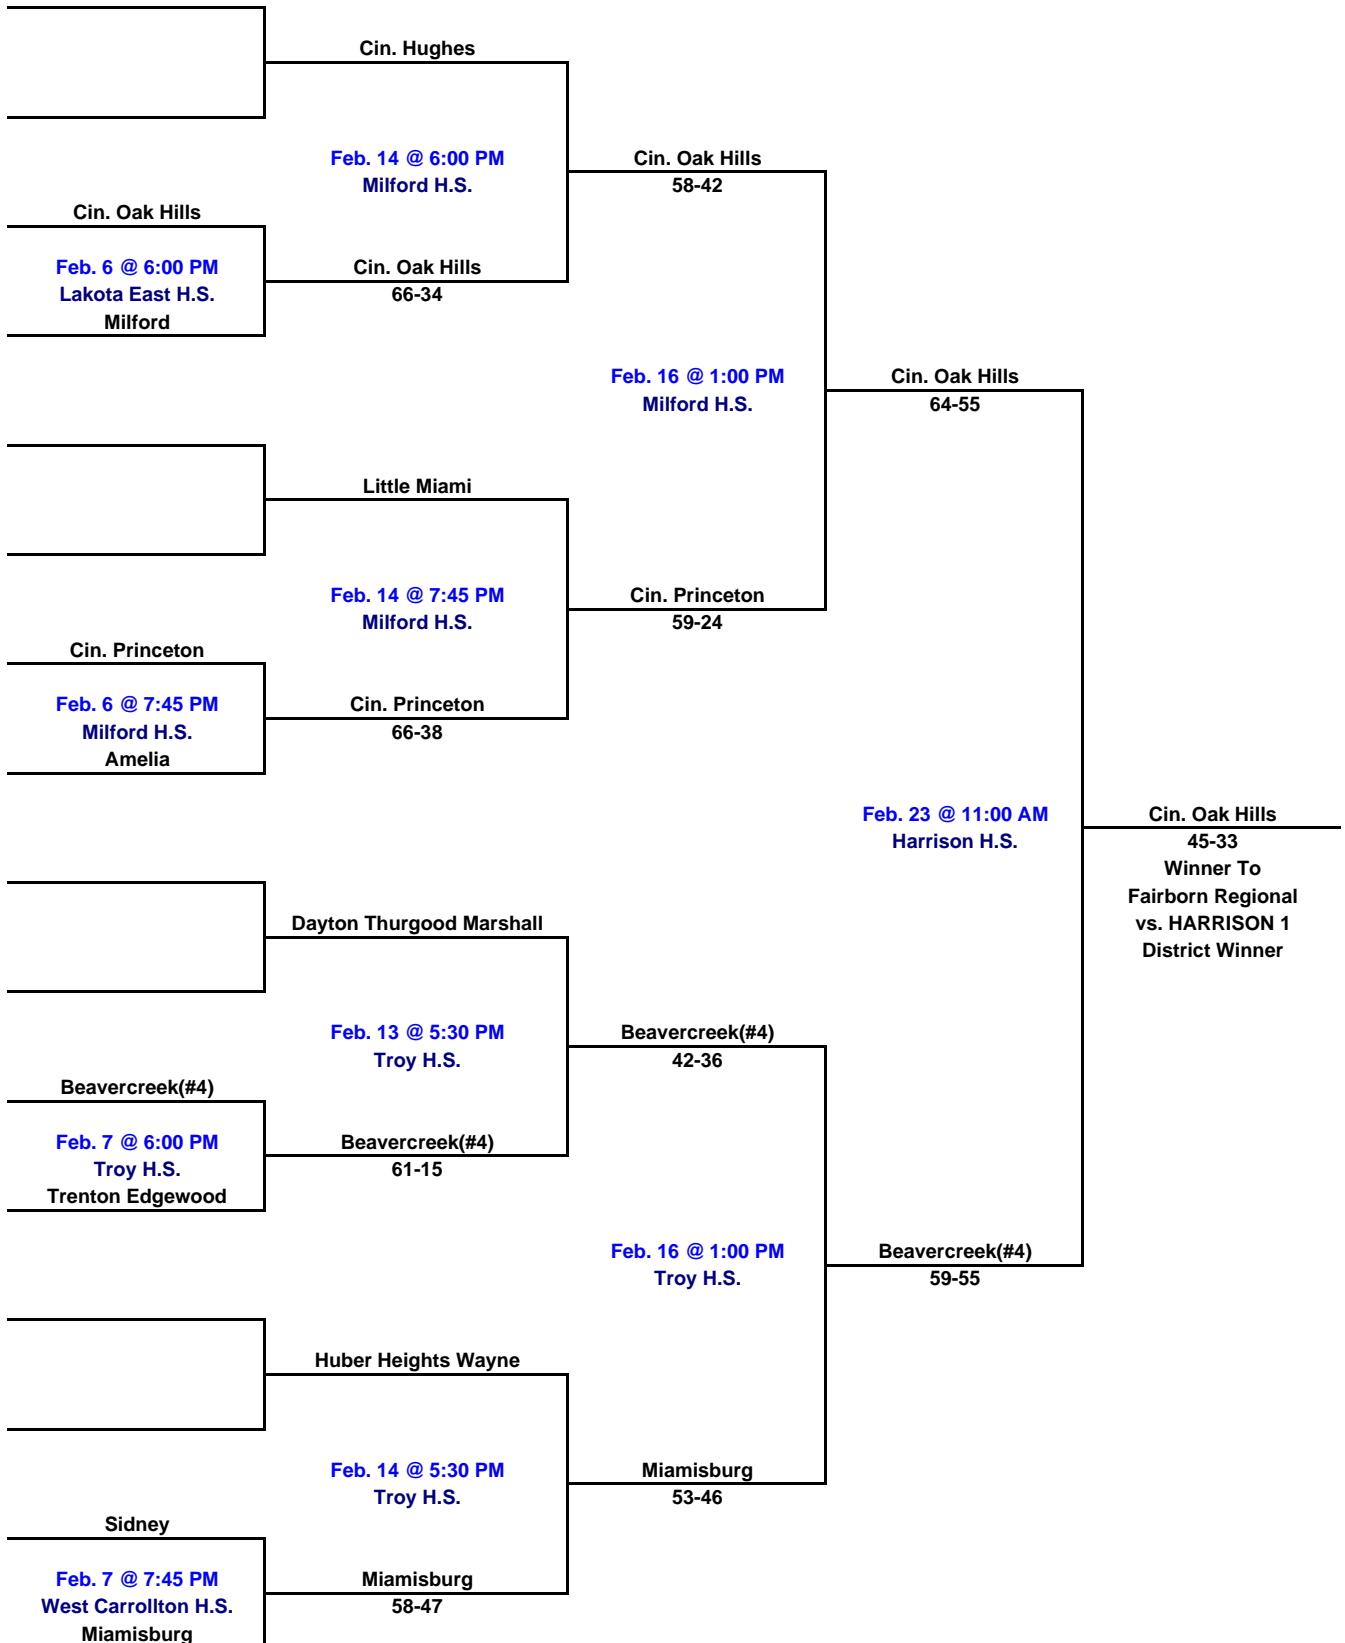 Cin. Hughes
Feb. 14 @ 6:00 PM
Milford H.S.
Cin. Oak Hills
58-42
Cin. Oak Hills
Feb. 6 @ 6:00 PM
Lakota East H.S.
Milford
Cin. Oak Hills
66-34
Feb. 16 @ 1:00 PM
Milford H.S.
Cin. Oak Hills
64-55
Little Miami
Feb. 14 @ 7:45 PM
Milford H.S.
Cin. Princeton
59-24
Cin. Princeton
Feb. 6 @ 7:45 PM
Milford H.S.
Amelia
Cin. Princeton
66-38
Feb. 23 @ 11:00 AM
Harrison H.S.
Cin. Oak Hills
45-33
Winner To
Fairborn Regional
vs. HARRISON 1
District Winner
Dayton Thurgood Marshall
Feb. 13 @ 5:30 PM
Troy H.S.
Beavercreek(#4)
42-36
Beavercreek(#4)
Feb. 7 @ 6:00 PM
Troy H.S.
Trenton Edgewood
Beavercreek(#4)
61-15
Feb. 16 @ 1:00 PM
Troy H.S.
Beavercreek(#4)
59-55
Huber Heights Wayne
Feb. 14 @ 5:30 PM
Troy H.S.
Miamisburg
53-46
Sidney
Feb. 7 @ 7:45 PM
West Carrollton H.S.
Miamisburg
Miamisburg
58-47